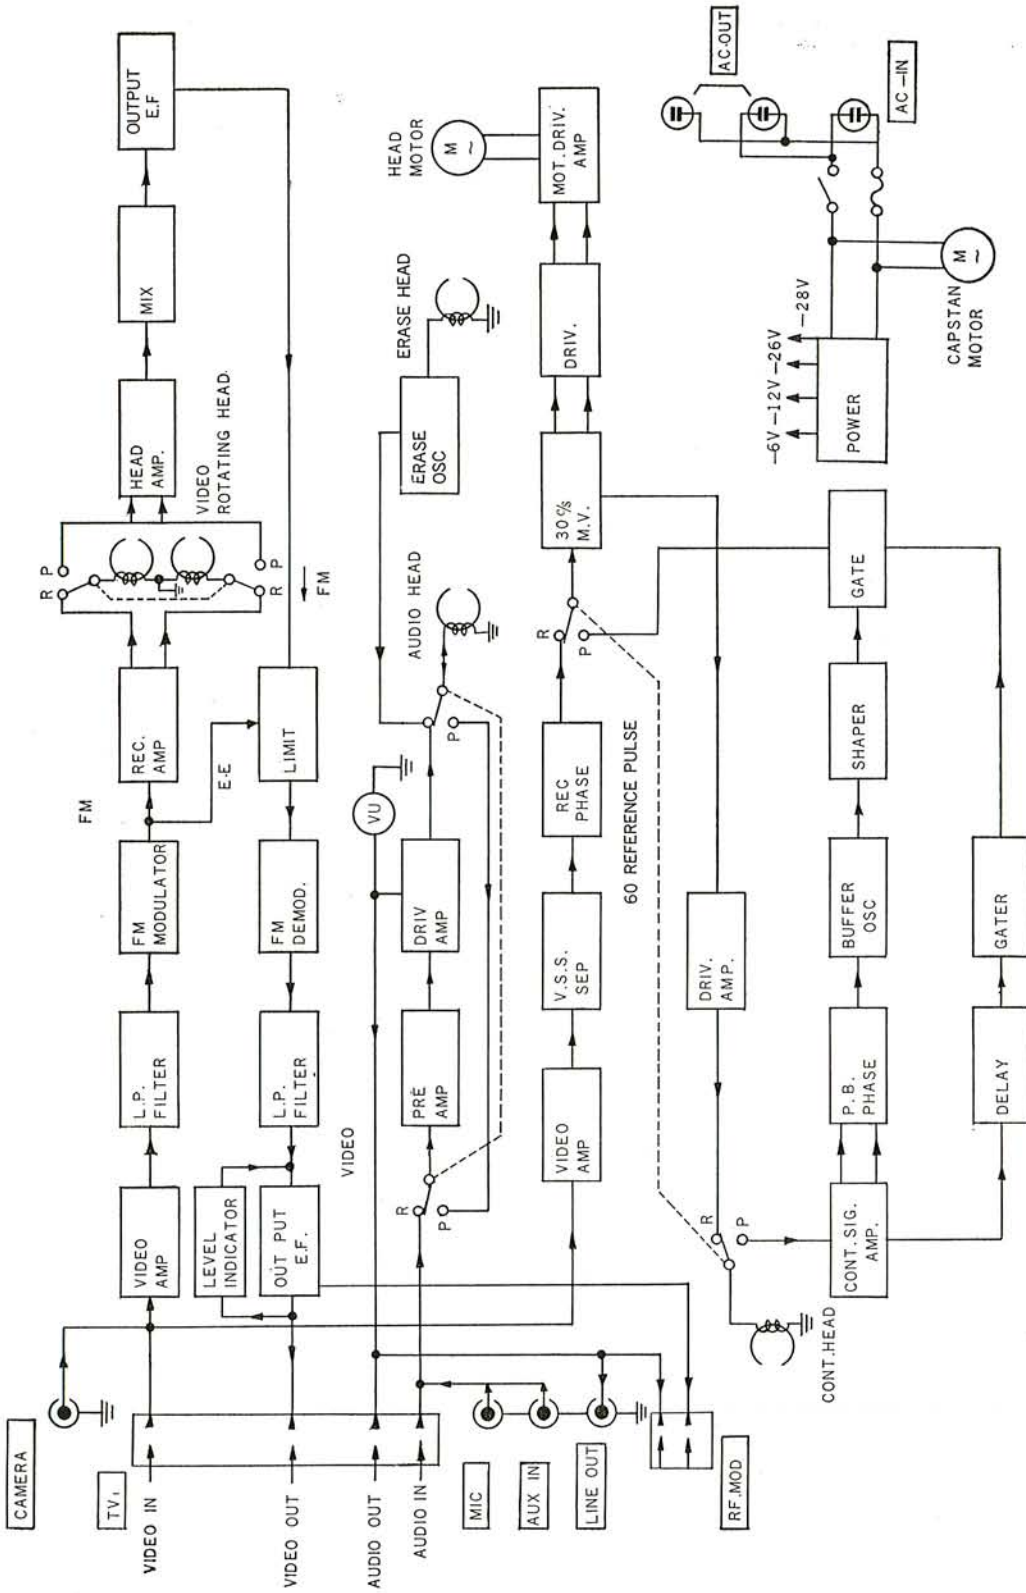 CAMERA
TV1
VIDEO IN
VIDEO OUT
AUDIO OUT
AUDIO IN
MIC
AUX IN
LINE OUT
RF.MOD
VIDEO
AMP
L.P.
FILTER
FM
MODULATOR
FM
REC.
AMP
R
P
R
P
VIDEO
ROTATING HEAD.
HEAD
AMP.
MIX
OUTPUT
E.F
LEVEL
INDICATOR
OUT PUT
E.F.
L.P.
FILTER
FM
DEMOD.
E-E
LIMIT
FM
VIDEO
R
P
PRE
AMP
DRIV
AMP
VU
P
AUDIO HEAD
ERASE
OSC
ERASE HEAD
VIDEO
AMP
V.S.S.
SEP
REC
PHASE
60 REFERENCE PULSE
R
P
30 c/s
M.V.
DRIV.
MOT.DRIV.
AMP
HEAD
MOTOR
M
~
CONT.HEAD
R
P
DRIV.
AMP.
CONT.SIG.
AMP.
P.B.
PHASE
BUFFER
OSC
SHAPER
GATE
DELAY
GATER
POWER
-6V
-12V
-26V
-28V
CAPSTAN
MOTOR
M
~
AC-OUT
AC-IN